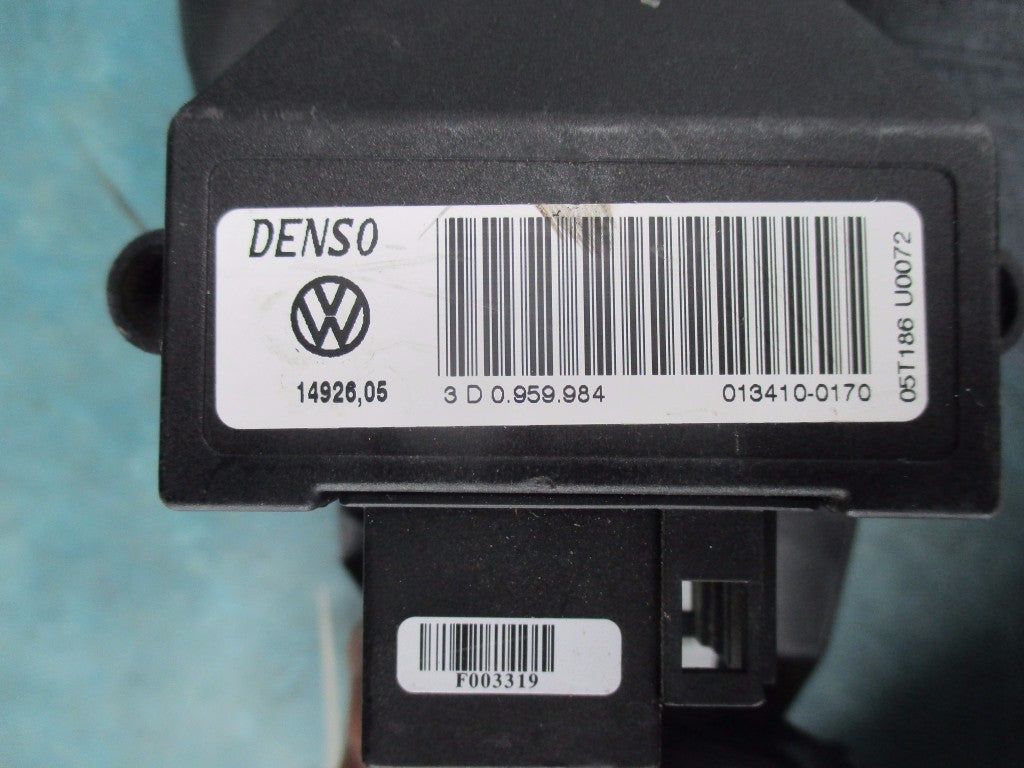 DENSO
14926,05
3 D 0.959.984
013410-0170
05T186 U0072
F003319